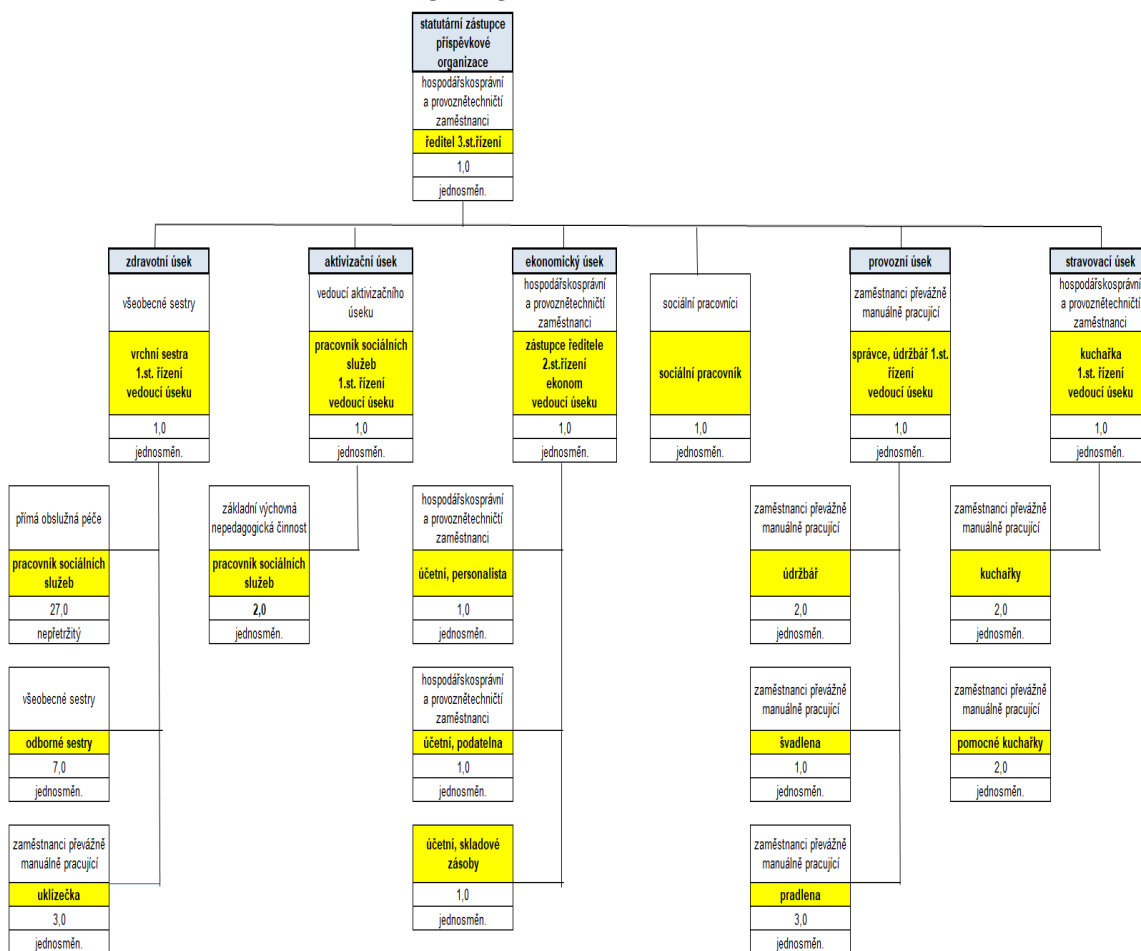 statutární zástupce
příspěvkové
organizace
hospodářskosprávní
a provoznětechničtí
zaměstnanci
ředitel 3.st.řízení
1,0
jednosměn.
zdravotní úsek
všeobecné sestry
vrchní sestra
1.st. řízení
vedoucí úseku
1,0
jednosměn.
aktivizační úsek
vedoucí aktivizačního
úseku
pracovník sociálních
služeb
1.st. řízení
vedoucí úseku
1,0
jednosměn.
ekonomický úsek
hospodářskosprávní
a provoznětechničtí
zaměstnanci
zástupce ředitele
2.st.řízení
ekonom
vedoucí úseku
1,0
jednosměn.
sociální pracovníci
sociální pracovník
1,0
jednosměn.
provozní úsek
zaměstnanci převážně
manuálně pracující
správce, údržbář 1.st.
řízení
vedoucí úseku
1,0
jednosměn.
stravovací úsek
hospodářskosprávní
a provoznětechničtí
zaměstnanci
kuchařka
1.st. řízení
vedoucí úseku
1,0
jednosměn.
přímá obslužná péče
pracovník sociálních
služeb
27,0
nepřetržitý
základní výchovná
nepedagogická činnost
pracovník sociálních
služeb
2,0
jednosměn.
hospodářskosprávní
a provoznětechničtí
zaměstnanci
účetní, personalista
1,0
jednosměn.
zaměstnanci převážně
manuálně pracující
údržbář
2,0
jednosměn.
zaměstnanci převážně
manuálně pracující
kuchařky
2,0
jednosměn.
všeobecné sestry
odborné sestry
7,0
jednosměn.
hospodářskosprávní
a provoznětechničtí
zaměstnanci
účetní, podatelna
1,0
jednosměn.
zaměstnanci převážně
manuálně pracující
švadlena
1,0
jednosměn.
zaměstnanci převážně
manuálně pracující
pomocné kuchařky
2,0
jednosměn.
zaměstnanci převážně
manuálně pracující
uklízečka
3,0
jednosměn.
účetní, skladové
zásoby
1,0
jednosměn.
zaměstnanci převážně
manuálně pracující
pradlena
3,0
jednosměn.